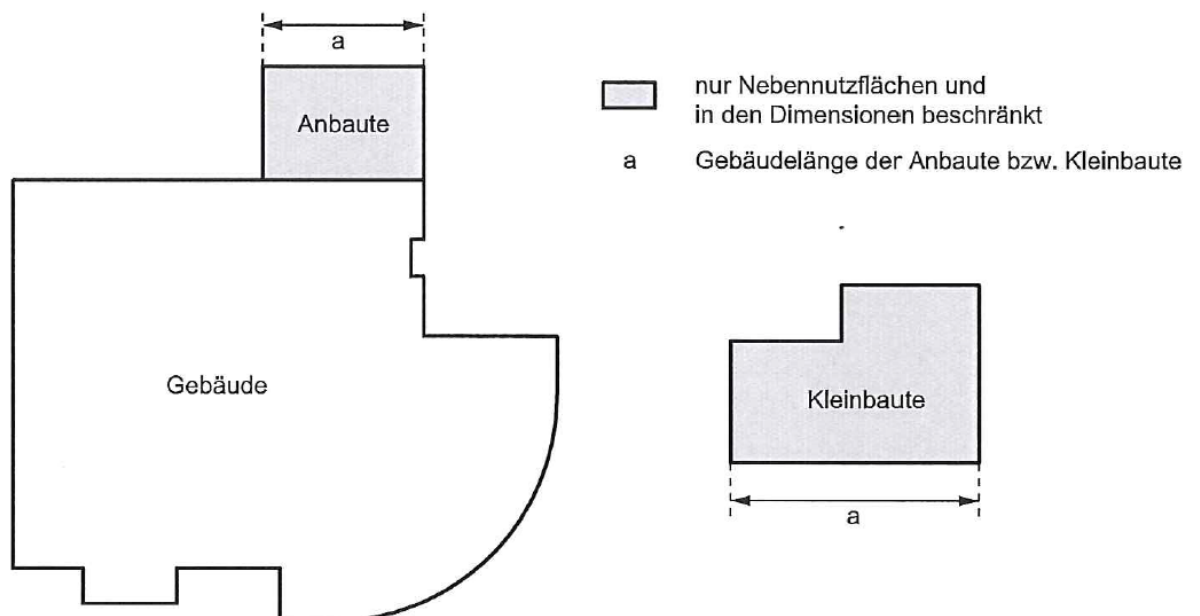 a
Anbaute
nur Nebennutzflächen und
in den Dimensionen beschränkt
a Gebäudelänge der Anbaute bzw. Kleinbaute
Gebäude
Kleinbaute
a